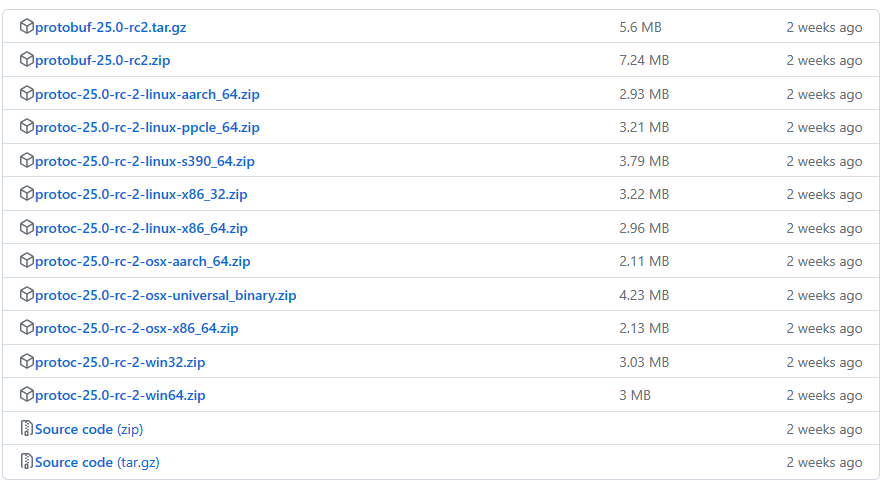 protobuf-25.0-rc2.tar.gz 5.6 MB 2 weeks ago
protobuf-25.0-rc2.zip 7.24 MB 2 weeks ago
protoc-25.0-rc-2-linux-aarch_64.zip 2.93 MB 2 weeks ago
protoc-25.0-rc-2-linux-ppcle_64.zip 3.21 MB 2 weeks ago
protoc-25.0-rc-2-linux-s390_64.zip 3.79 MB 2 weeks ago
protoc-25.0-rc-2-linux-x86_32.zip 3.22 MB 2 weeks ago
protoc-25.0-rc-2-linux-x86_64.zip 2.96 MB 2 weeks ago
protoc-25.0-rc-2-osx-aarch_64.zip 2.11 MB 2 weeks ago
protoc-25.0-rc-2-osx-universal_binary.zip 4.23 MB 2 weeks ago
protoc-25.0-rc-2-osx-x86_64.zip 2.13 MB 2 weeks ago
protoc-25.0-rc-2-win32.zip 3.03 MB 2 weeks ago
protoc-25.0-rc-2-win64.zip 3 MB 2 weeks ago
Source code (zip) 2 weeks ago
Source code (tar.gz) 2 weeks ago